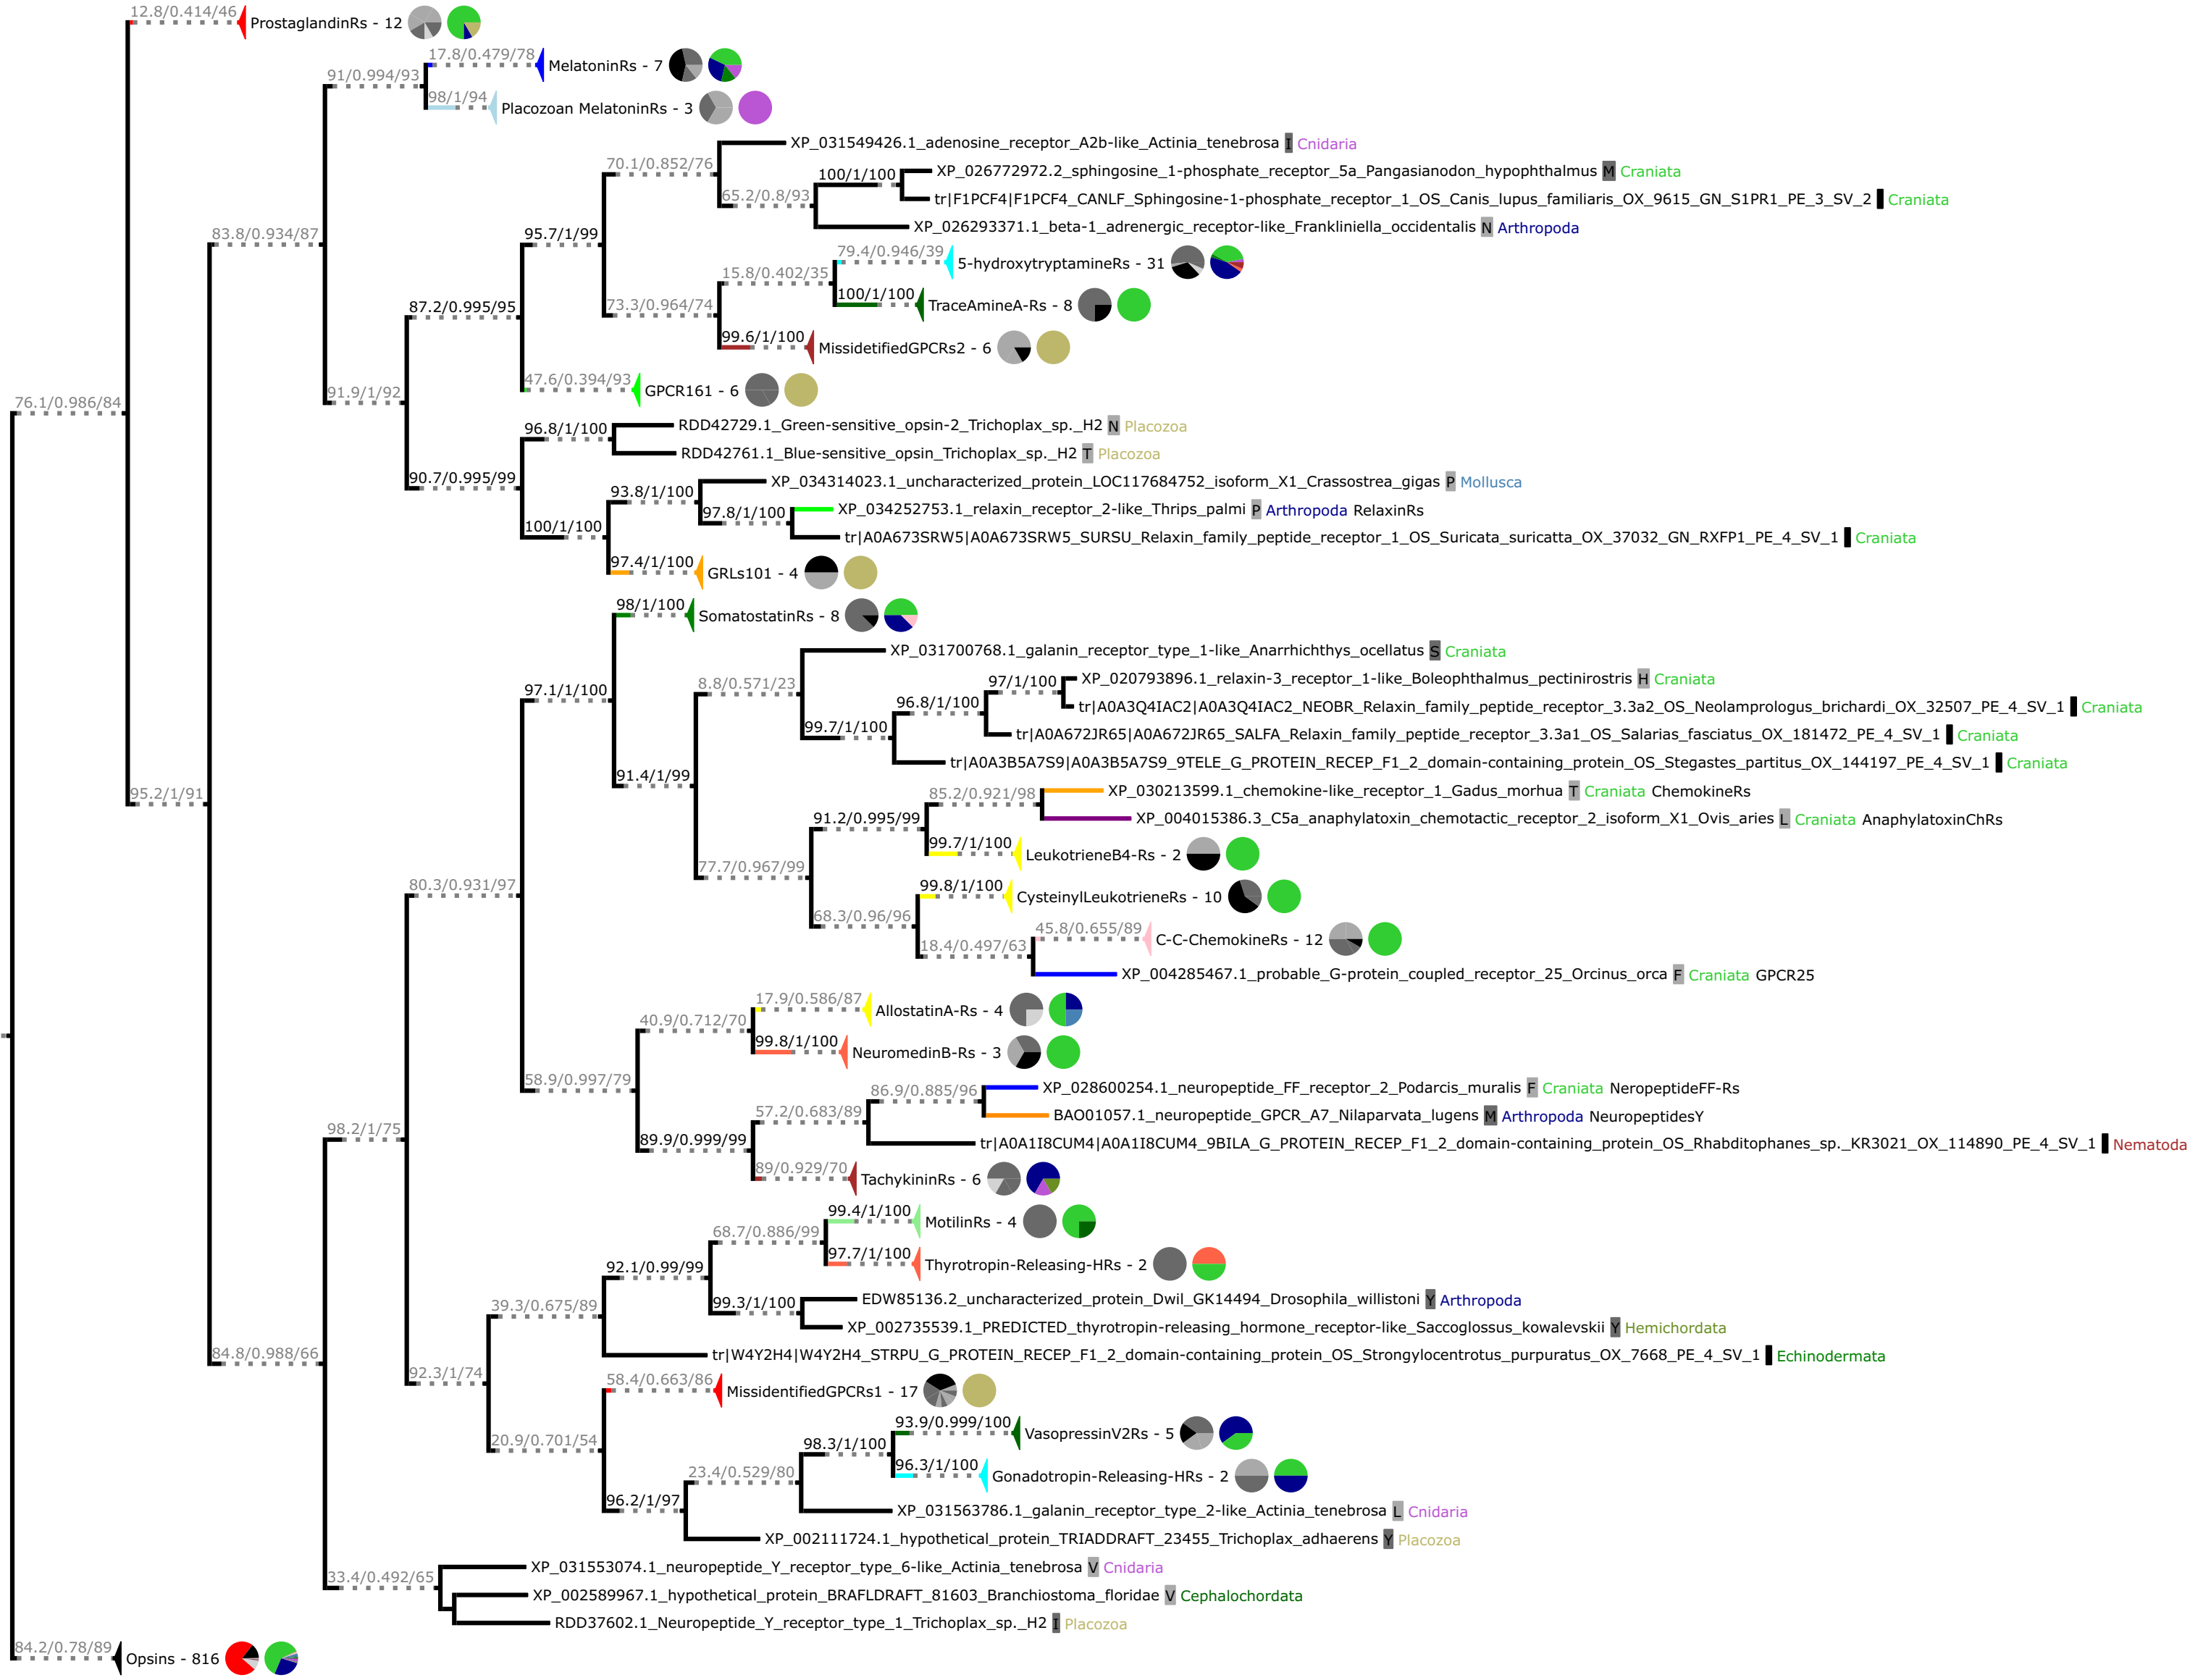 12.8/0.414/46
ProstaglandinRs - 12
17.8/0.479/78
MelatoninRs - 7
91/0.994/93
98/1/94
Placozoan MelatoninRs - 3
XP_031549426.1_adenosine_receptor_A2b-like_Actinia_tenebrosa I Cnidaria
70.1/0.852/76
100/1/100
XP_026772972.2_sphingosine_1-phosphate_receptor_5a_Pangasianodon_hypophthalmus M Craniata
65.2/0.8/93
tr|F1PCF4|F1PCF4_CANLF_Sphingosine-1-phosphate_receptor_1_OS_Canis_lupus_familiaris_OX_9615_GN_S1PR1_PE_3_SV_2 Craniata
XP_026293371.1_beta-1_adrenergic_receptor-like_Frankliniella_occidentalis N Arthropoda
83.8/0.934/87
95.7/1/99
79.4/0.946/39
5-hydroxytryptamineRs - 31
15.8/0.402/35
100/1/100
TraceAmineA-Rs - 8
87.2/0.995/95
73.3/0.964/74
99.6/1/100
MissidetifiedGPCRs2 - 6
47.6/0.394/93
GPCR161 - 6
91.9/1/92
76.1/0.986/84
RDD42729.1_Green-sensitive_opsin-2_Trichoplax_sp._H2 N Placozoa
96.8/1/100
RDD42761.1_Blue-sensitive_opsin_Trichoplax_sp._H2 T Placozoa
90.7/0.995/99
XP_034314023.1_uncharacterized_protein_LOC117684752_isoform_X1_Crassostrea_gigas P Mollusca
93.8/1/100
97.8/1/100
XP_034252753.1_relaxin_receptor_2-like_Thrips_palmi P Arthropoda RelaxinRs
100/1/100
tr|A0A673SRW5|A0A673SRW5_SURSU_Relaxin_family_peptide_receptor_1_OS_Suricata_suricatta_OX_37032_GN_RXFP1_PE_4_SV_1 Craniata
97.4/1/100
GRLs101 - 4
98/1/100
SomatostatinRs - 8
XP_031700768.1_galanin_receptor_type_1-like_Anarrhichthys_ocellatus S Craniata
97.1/1/100
8.8/0.571/23
97/1/100
XP_020793896.1_relaxin-3_receptor_1-like_Boleophthalmus_pectinirostris H Craniata
96.8/1/100
tr|A0A3Q4IAC2|A0A3Q4IAC2_NEOBR_Relaxin_family_peptide_receptor_3.3a2_OS_Neolamprologus_brichardi_OX_32507_PE_4_SV_1 Craniata
99.7/1/100
tr|A0A672JR65|A0A672JR65_SALFA_Relaxin_family_peptide_receptor_3.3a1_OS_Salarias_fasciatus_OX_181472_PE_4_SV_1 Craniata
tr|A0A3B5A7S9|A0A3B5A7S9_9TELE_G_PROTEIN_RECEP_F1_2_domain-containing_protein_OS_Stegastes_partitus_OX_144197_PE_4_SV_1 Craniata
91.4/1/99
95.2/1/91
85.2/0.921/98
XP_030213599.1_chemokine-like_receptor_1_Gadus_morhua T Craniata ChemokineRs
91.2/0.995/99
XP_004015386.3_C5a_anaphylatoxin_chemotactic_receptor_2_isoform_X1_Ovis_aries L Craniata AnaphylatoxinChRs
99.7/1/100
LeukotrieneB4-Rs - 2
77.7/0.967/99
80.3/0.931/97
99.8/1/100
CysteinylLeukotrieneRs - 10
68.3/0.96/96
45.8/0.655/89
C-C-ChemokineRs - 12
18.4/0.497/63
XP_004285467.1_probable_G-protein_coupled_receptor_25_Orcinus_orca F Craniata GPCR25
17.9/0.586/87
AllostatinA-Rs - 4
40.9/0.712/70
99.8/1/100
NeuromedinB-Rs - 3
58.9/0.997/79
86.9/0.885/96
XP_028600254.1_neuropeptide_FF_receptor_2_Podarcis_muralis F Craniata NeropeptideFF-Rs
57.2/0.683/89
BAO01057.1_neuropeptide_GPCR_A7_Nilaparvata_lugens M Arthropoda NeuropeptidesY
98.2/1/75
89.9/0.999/99
tr|A0A1I8CUM4|A0A1I8CUM4_9BILA_G_PROTEIN_RECEP_F1_2_domain-containing_protein_OS_Rhabditophanes_sp._KR3021_OX_114890_PE_4_SV_1 Nematoda
89/0.929/70
TachykininRs - 6
99.4/1/100
MotilinRs - 4
68.7/0.886/99
97.7/1/100
Thyrotropin-Releasing-HRs - 2
92.1/0.99/99
99.3/1/100
EDW85136.2_uncharacterized_protein_Dwil_GK14494_Drosophila_willistoni Y Arthropoda
39.3/0.675/89
XP_002735539.1_PREDICTED_thyrotropin-releasing_hormone_receptor-like_Saccoglossus_kowalevskii Y Hemichordata
84.8/0.988/66
tr|W4Y2H4|W4Y2H4_STRPU_G_PROTEIN_RECEP_F1_2_domain-containing_protein_OS_Strongylocentrotus_purpuratus_OX_7668_PE_4_SV_1 Echinodermata
92.3/1/74
58.4/0.663/86
MissidentifiedGPCRs1 - 17
93.9/0.999/100
VasopressinV2Rs - 5
20.9/0.701/54
98.3/1/100
96.3/1/100
Gonadotropin-Releasing-HRs - 2
23.4/0.529/80
96.2/1/97
XP_031563786.1_galanin_receptor_type_2-like_Actinia_tenebrosa L Cnidaria
XP_002111724.1_hypothetical_protein_TRIADDRAFT_23455_Trichoplax_adhaerens Y Placozoa
XP_031553074.1_neuropeptide_Y_receptor_type_6-like_Actinia_tenebrosa V Cnidaria
33.4/0.492/65
XP_002589967.1_hypothetical_protein_BRAFLDRAFT_81603_Branchiostoma_floridae V Cephalochordata
RDD37602.1_Neuropeptide_Y_receptor_type_1_Trichoplax_sp._H2 I Placozoa
84.2/0.78/89
Opsins - 816